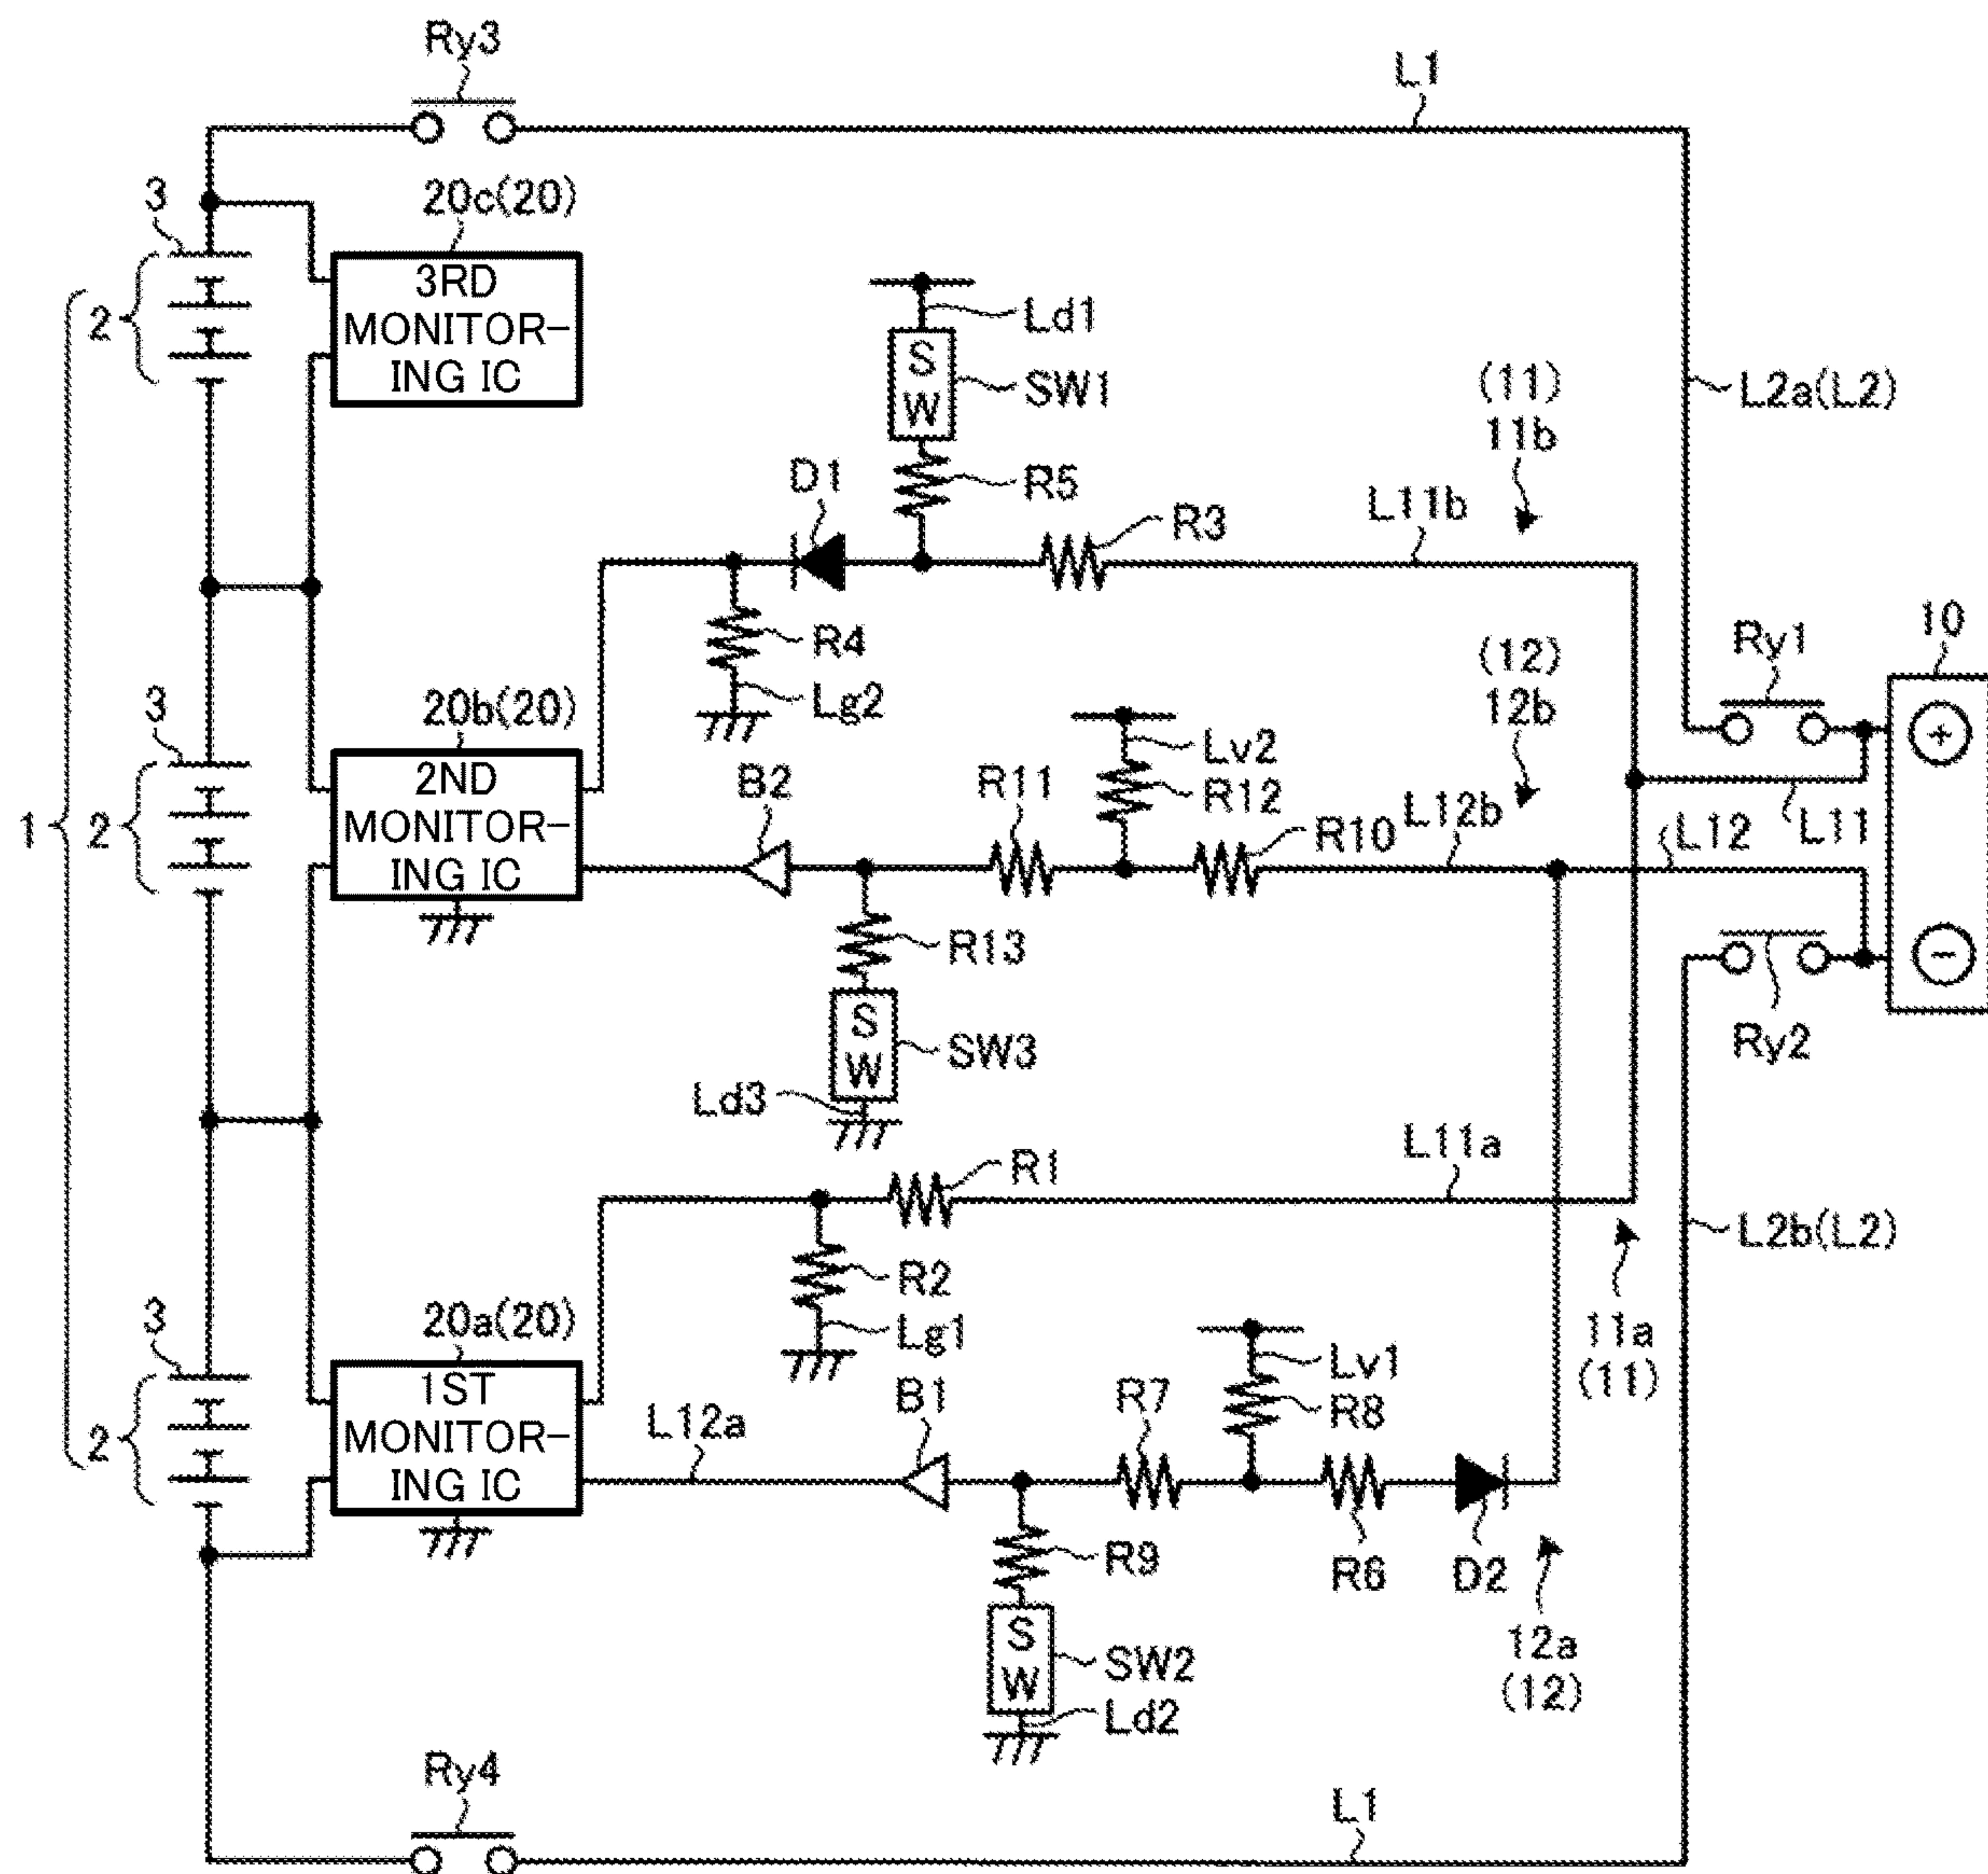 Ry3
L1
20c(20)
3
3RD
MONITOR-
ING IC
2
Ld1
S
W
SW1
(11)
11b
L2a(L2)
D1
R5
R3
L11b
R4
Lg2
(12)
12b
Ry1
10
+
3
20b(20)
2ND
MONITOR-
ING IC
1
2
B2
R11
Lv2
R12
R10
L12b
L12
L11
R13
−
S
W
SW3
Ld3
Ry2
R1
L11a
L2b(L2)
R2
Lg1
11a
(11)
3
20a(20)
1ST
MONITOR-
ING IC
2
L12a
B1
R7
Lv1
R8
R9
R6
D2
S
W
SW2
Ld2
12a
(12)
Ry4
L1